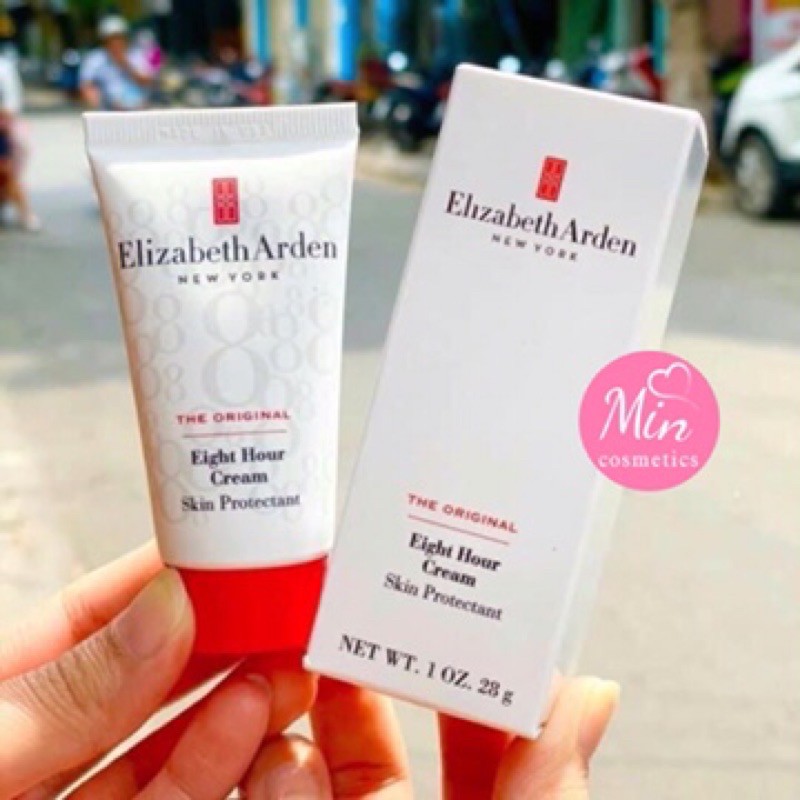 Elizabeth Arden
NEW YORK
THE ORIGINAL
Eight Hour
Cream
Skin Protectant
Elizabeth Arden
NEW YORK
THE ORIGINAL
Eight Hour
Cream
Skin Protectant
NET WT. 1 OZ. 28 g
Min
cosmetics